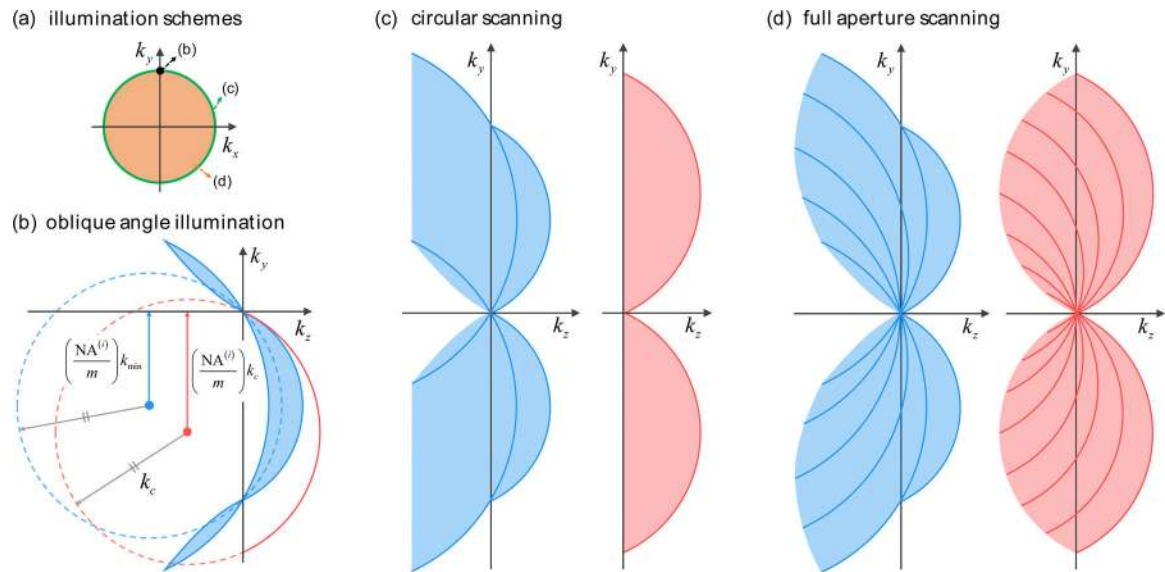 (a) illumination schemes
k_y
(b)
(c)
k_x
(d)
(b) oblique angle illumination
k_y
k_z
(NA^(i)/m) k_min
(NA^(i)/m) k_c
k_c
(c) circular scanning
k_y
k_z
k_y
k_z
(d) full aperture scanning
k_y
k_z
k_y
k_z